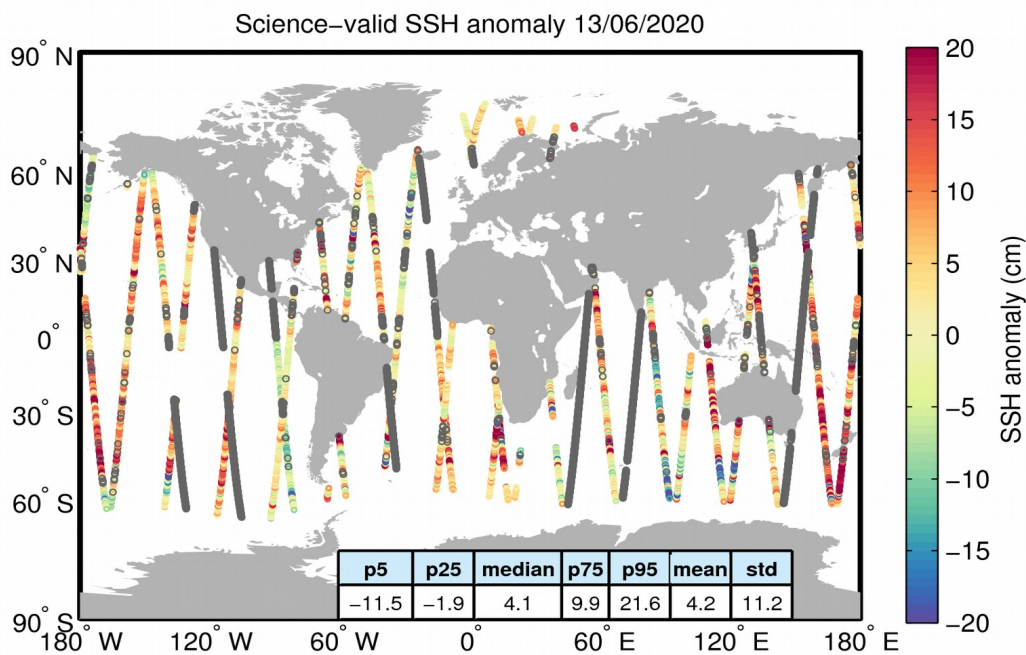 Science−valid SSH anomaly 13/06/2020
90° N
60° N
30° N
0°
30° S
60° S
90° S
180° W
120° W
60° W
0°
60° E
120° E
180° E
p5 p25 median p75 p95 mean std
−11.5 −1.9 4.1 9.9 21.6 4.2 11.2
20
15
10
5
0
−5
−10
−15
−20
SSH anomaly (cm)